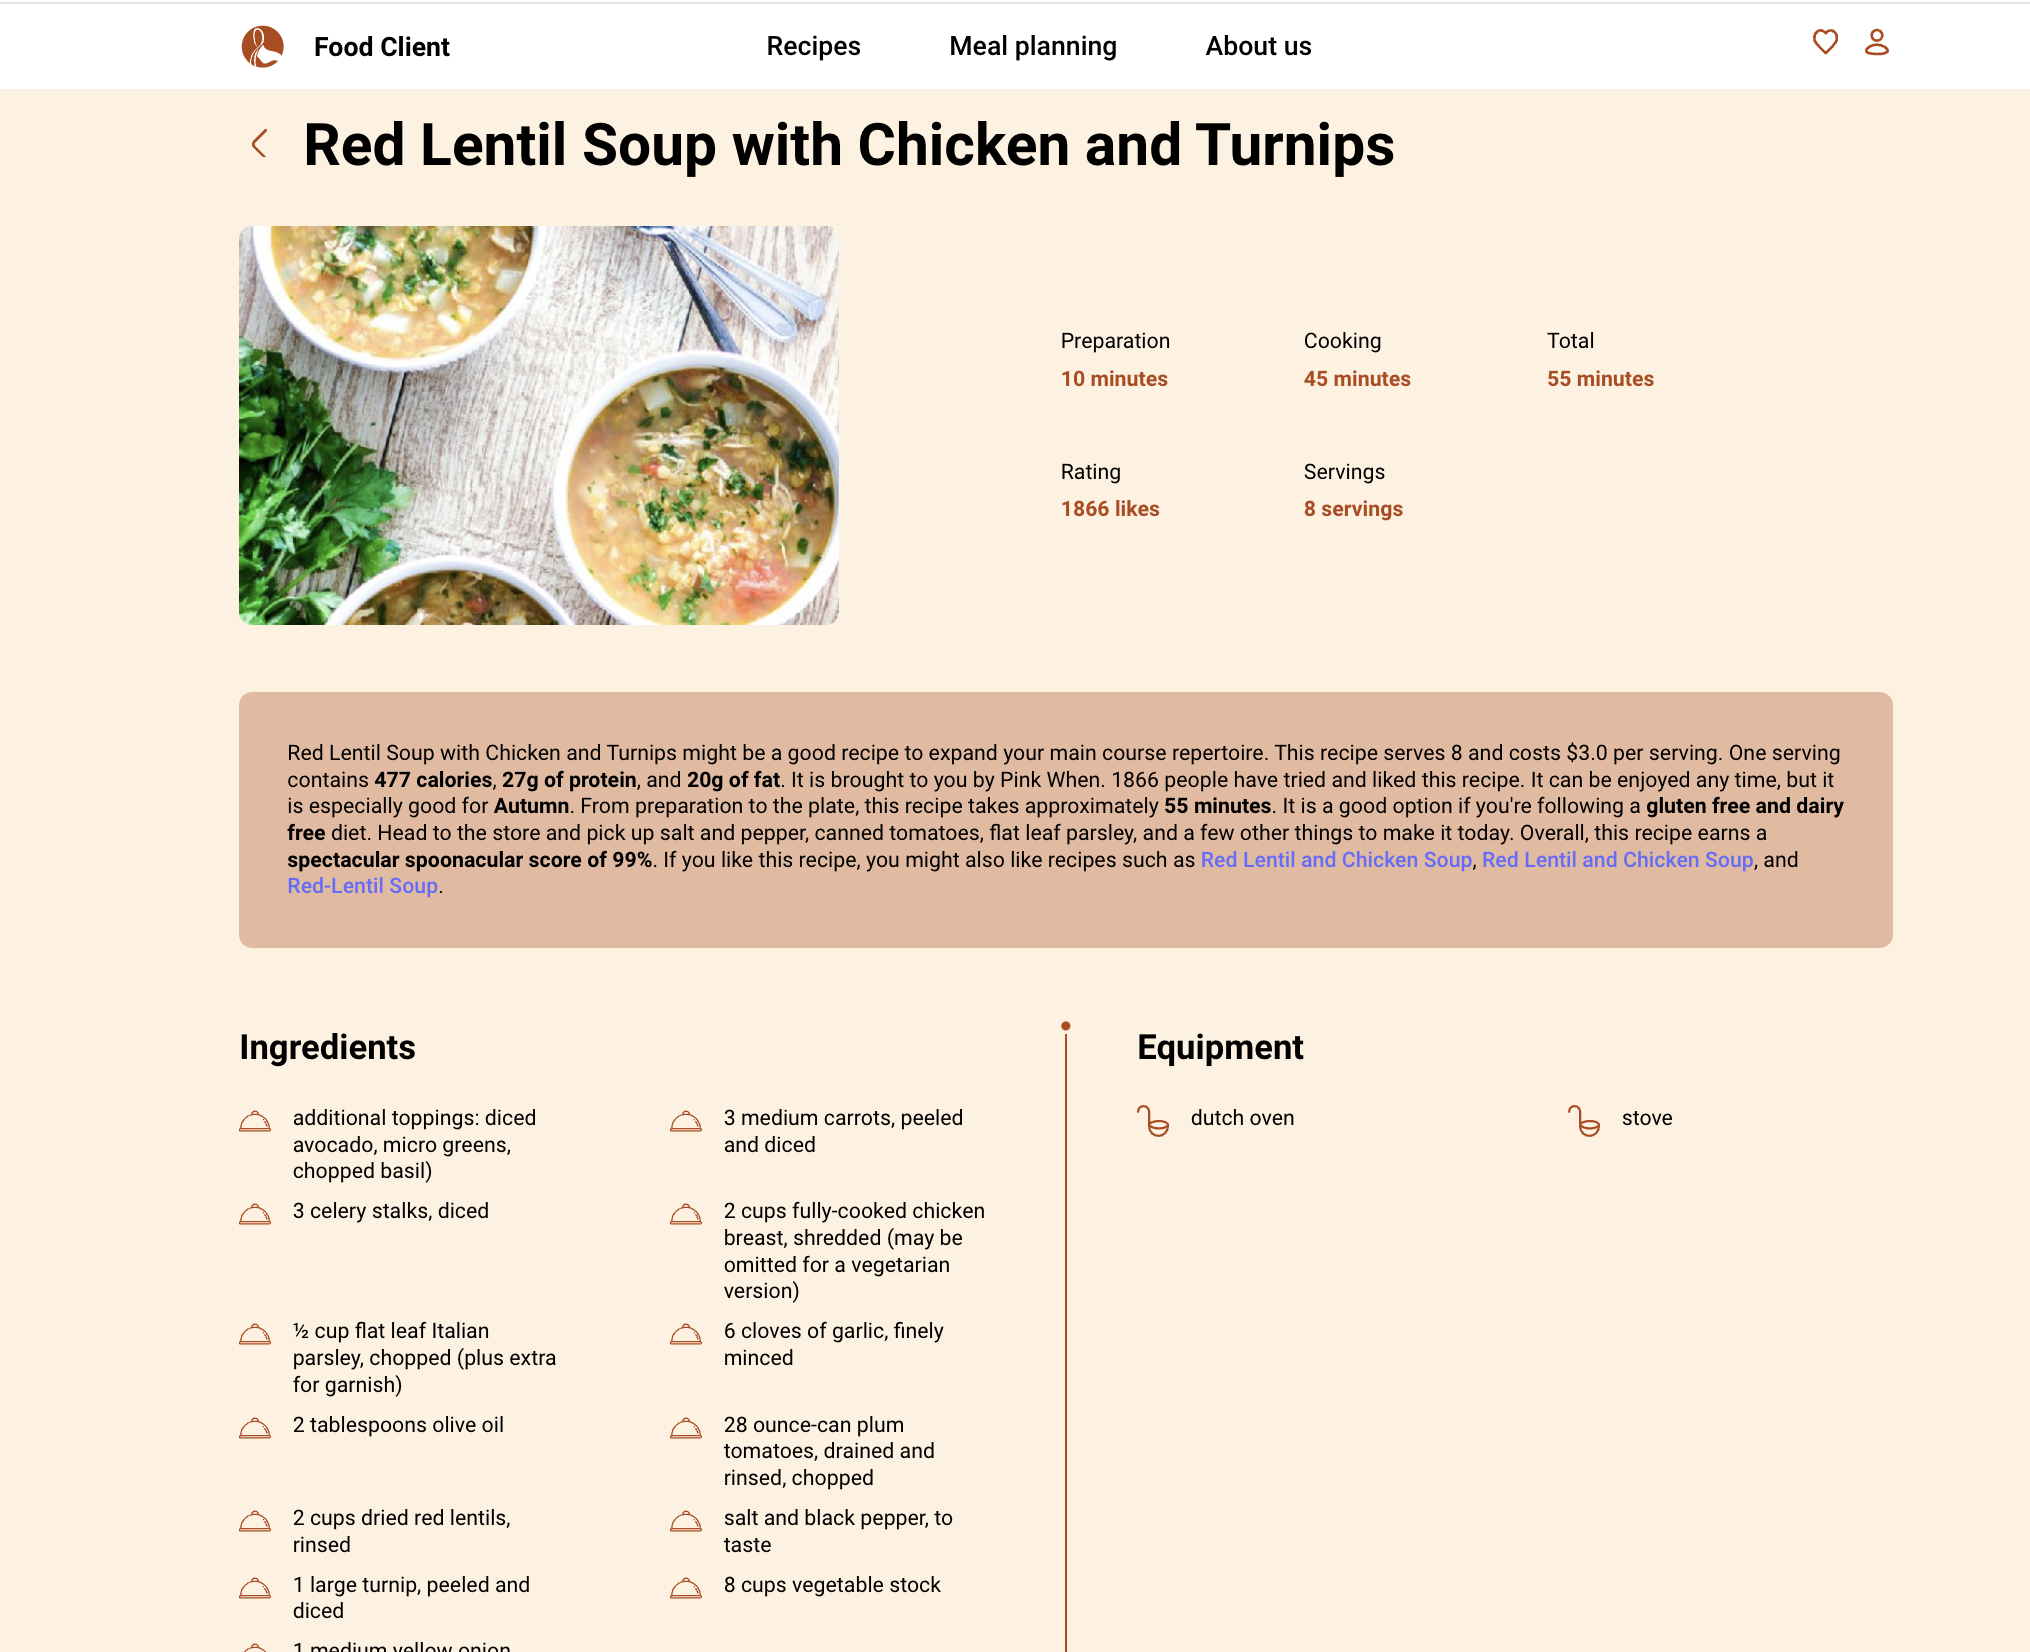 Food Client
Recipes
Meal planning
About us
Red Lentil Soup with Chicken and Turnips
Preparation
10 minutes
Cooking
45 minutes
Total
55 minutes
Rating
1866 likes
Servings
8 servings
Red Lentil Soup with Chicken and Turnips might be a good recipe to expand your main course repertoire. This recipe serves 8 and costs $3.0 per serving. One serving
contains 477 calories, 27g of protein, and 20g of fat. It is brought to you by Pink When. 1866 people have tried and liked this recipe. It can be enjoyed any time, but it
is especially good for Autumn. From preparation to the plate, this recipe takes approximately 55 minutes. It is a good option if you're following a gluten free and dairy
free diet. Head to the store and pick up salt and pepper, canned tomatoes, flat leaf parsley, and a few other things to make it today. Overall, this recipe earns a
spectacular spoonacular score of 99%. If you like this recipe, you might also like recipes such as Red Lentil and Chicken Soup, Red Lentil and Chicken Soup, and
Red-Lentil Soup.
Ingredients
additional toppings: diced
avocado, micro greens,
chopped basil)
3 medium carrots, peeled
and diced
3 celery stalks, diced
2 cups fully-cooked chicken
breast, shredded (may be
omitted for a vegetarian
version)
½ cup flat leaf Italian
parsley, chopped (plus extra
for garnish)
6 cloves of garlic, finely
minced
2 tablespoons olive oil
28 ounce-can plum
tomatoes, drained and
rinsed, chopped
2 cups dried red lentils,
rinsed
salt and black pepper, to
taste
1 large turnip, peeled and
diced
8 cups vegetable stock
1 medium yellow onion
Equipment
dutch oven
stove